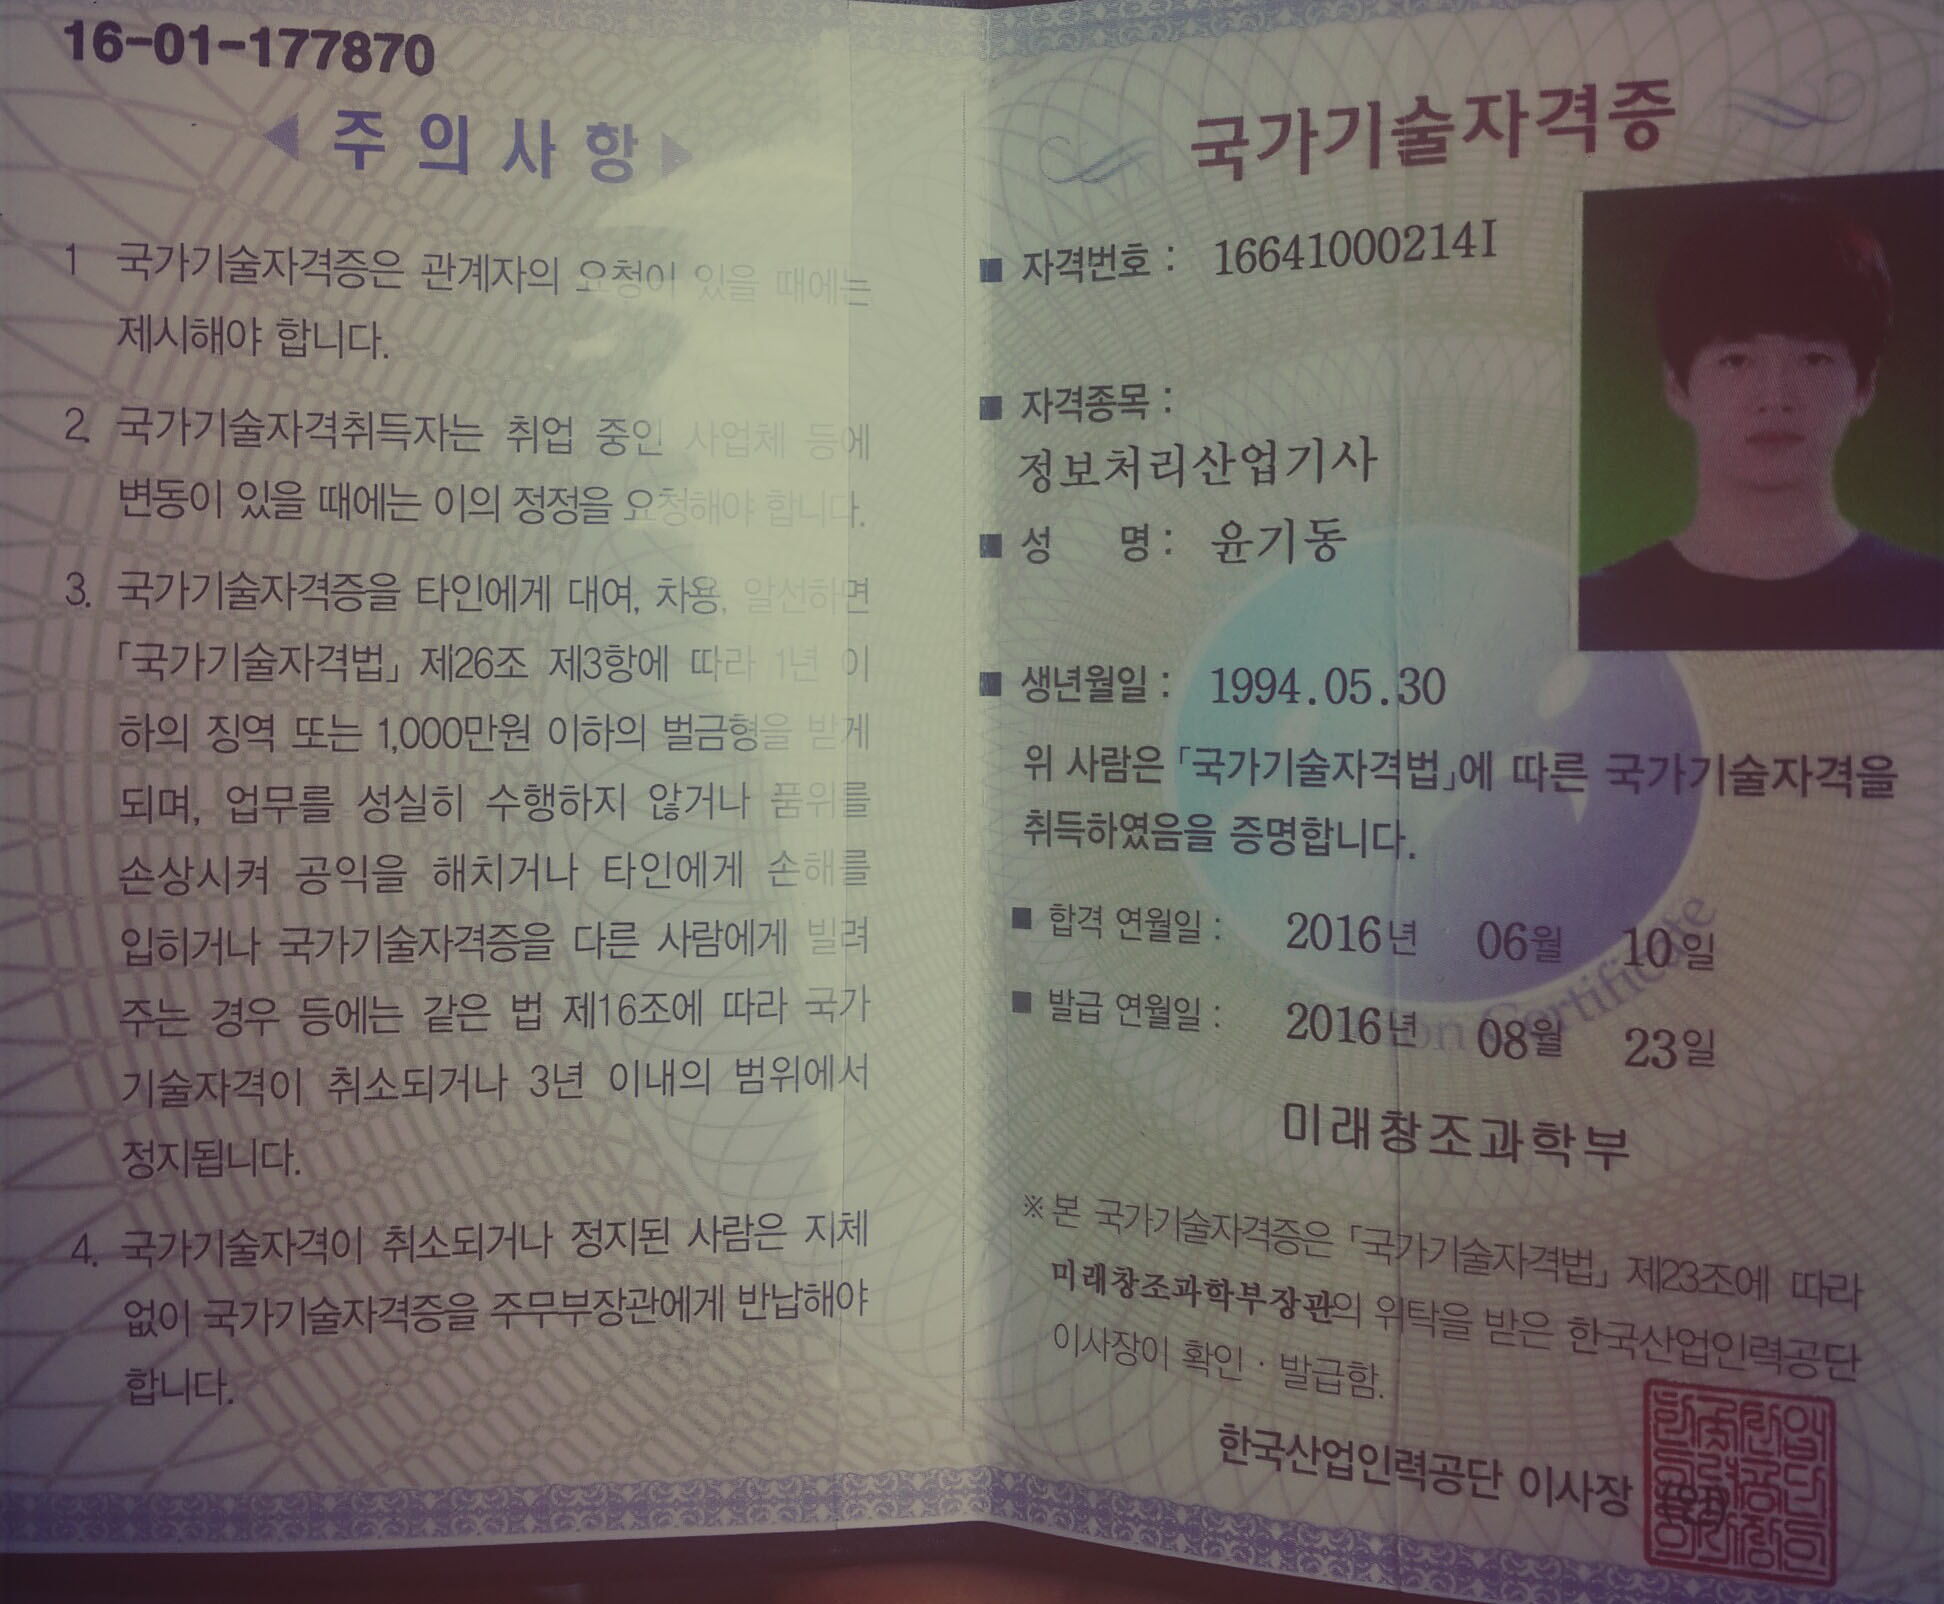 16-01-177870
◀ 주 의 사 항 ▶
1 국가기술자격증은 관계자의 요청이 있을 때에는
제시해야 합니다.
2. 국가기술자격취득자는 취업 중인 사업체 등에
변동이 있을 때에는 이의 정정을 요청해야 합니다.
3. 국가기술자격증을 타인에게 대여, 차용, 알선하면
「국가기술자격법」 제26조 제3항에 따라 1년 이
하의 징역 또는 1,000만원 이하의 벌금형을 받게
되며, 업무를 성실히 수행하지 않거나 품위를
손상시켜 공익을 해치거나 타인에게 손해를
입히거나 국가기술자격증을 다른 사람에게 빌려
주는 경우 등에는 같은 법 제16조에 따라 국가
기술자격이 취소되거나 3년 이내의 범위에서
정지됩니다.
4. 국가기술자격이 취소되거나 정지된 사람은 지체
없이 국가기술자격증을 주무부장관에게 반납해야
합니다.
국가기술자격증
■ 자격번호 : 16641000214I
■ 자격종목 :
정보처리산업기사
■ 성 명 : 윤기동
■ 생년월일 : 1994.05.30
위 사람은 「국가기술자격법」에 따른 국가기술자격을
취득하였음을 증명합니다.
■ 합격 연월일 : 2016년 06월 10일
■ 발급 연월일 : 2016년 08월 23일
Certificate
미래창조과학부
※ 본 국가기술자격증은 「국가기술자격법」 제23조에 따라
미래창조과학부장관의 위탁을 받은 한국산업인력공단
이사장이 확인 · 발급함.
한국산업인력공단 이사장